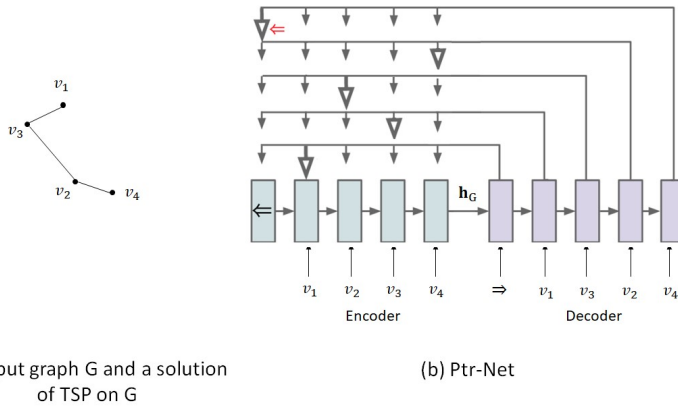 v₁
v₃
v₂
v₄
put graph G and a solution
of TSP on G
⇐
⇐
h_G
v₁ v₂ v₃ v₄ ⇒ v₁ v₃ v₂ v₄
Encoder Decoder
(b) Ptr-Net